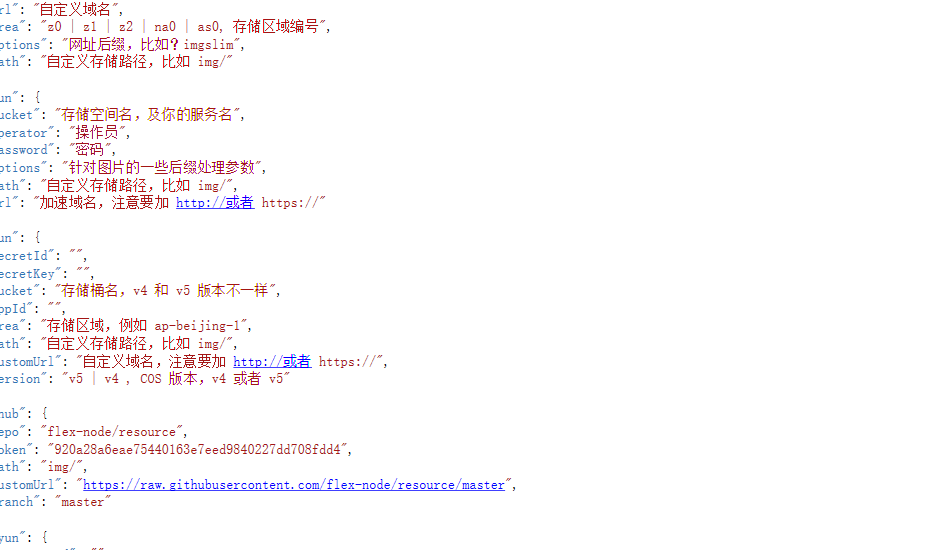 rl": "自定义域名",
rea": "z0 | z1 | z2 | na0 | as0, 存储区域编号",
ptions": "网址后缀，比如？imgslim",
ath": "自定义存储路径，比如 img/"
un": {
ucket": "存储空间名，及你的服务名",
perator": "操作员",
assword": "密码",
ptions": "针对图片的一些后缀处理参数",
ath": "自定义存储路径，比如 img/",
rl": "加速域名，注意要加 http://或者 https://"
un": {
ecretId": "",
ecretKey": "",
ucket": "存储桶名，v4 和 v5 版本不一样",
ppId": "",
rea": "存储区域，例如 ap-beijing-1",
ath": "自定义存储路径，比如 img/",
ustomUrl": "自定义域名，注意要加 http://或者 https://",
ersion": "v5 | v4 , COS 版本，v4 或者 v5"
hub": {
epo": "flex-node/resource",
oken": "920a28a6eae75440163e7eed9840227dd708fdd4",
ath": "img/",
ustomUrl": "https://raw.githubusercontent.com/flex-node/resource/master",
ranch": "master"
yun": {